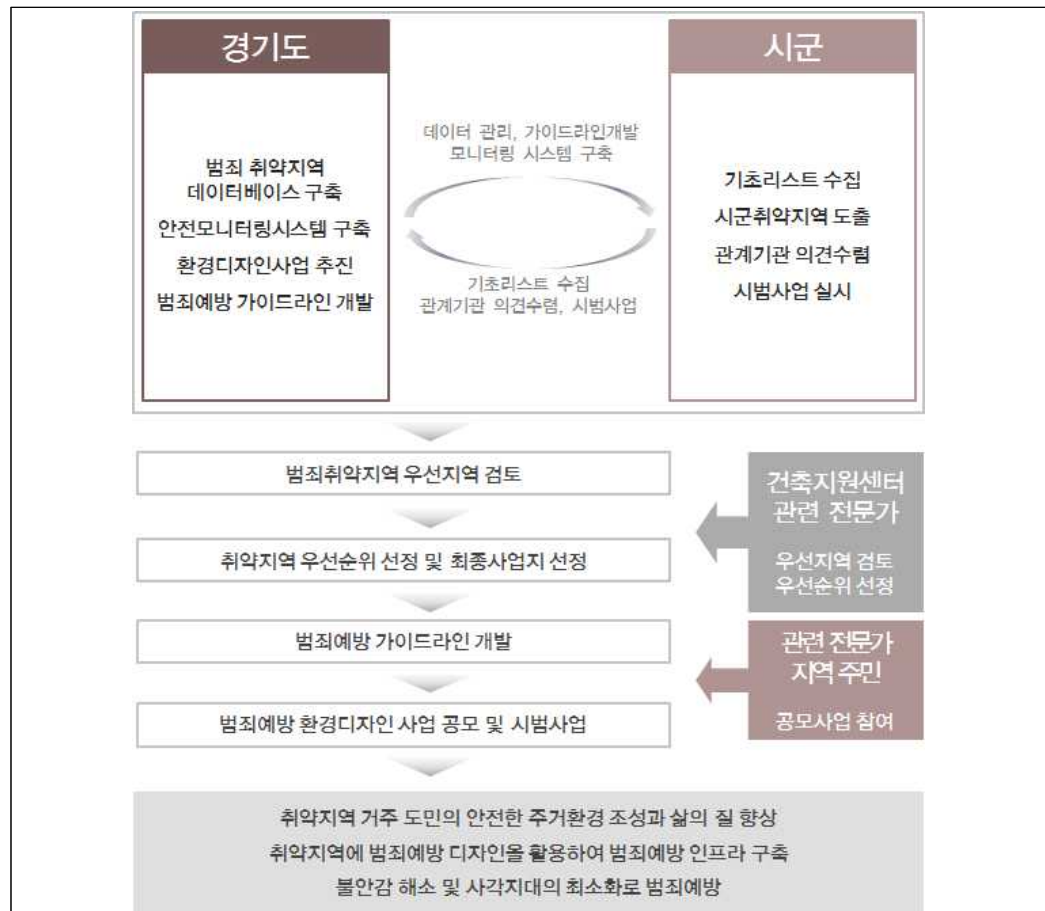 경기도
범죄 취약지역
데이터베이스 구축
안전모니터링시스템 구축
환경디자인사업 추진
범죄예방 가이드라인 개발
데이터 관리, 가이드라인개발
모니터링 시스템 구축
기초리스트 수집
관계기관 의견수렴, 시범사업
시군
기초리스트 수집
시군취약지역 도출
관계기관 의견수렴
시범사업 실시
범죄취약지역 우선지역 검토
취약지역 우선순위 선정 및 최종사업지 선정
건축지원센터
관련 전문가
우선지역 검토
우선순위 선정
범죄예방 가이드라인 개발
범죄예방 환경디자인 사업 공모 및 시범사업
관련 전문가
지역 주민
공모사업 참여
취약지역 거주 도민의 안전한 주거환경 조성과 삶의 질 향상
취약지역에 범죄예방 디자인을 활용하여 범죄예방 인프라 구축
불안감 해소 및 사각지대의 최소화로 범죄예방